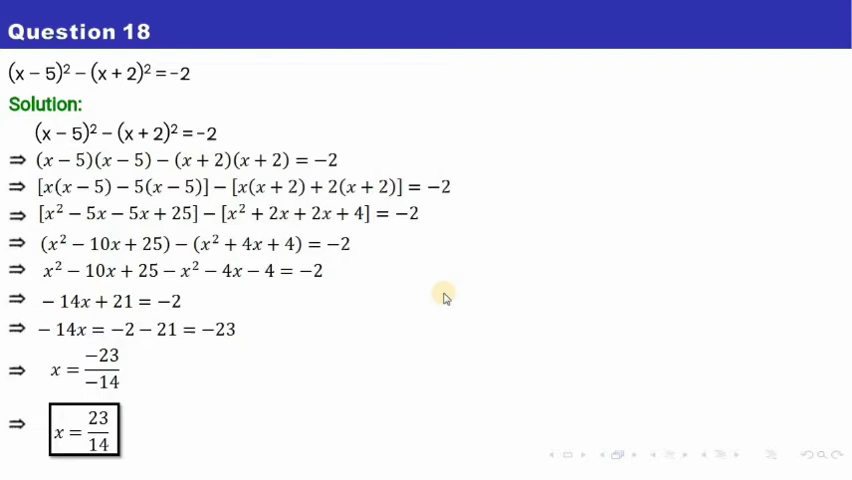 Question 18
(x – 5)² – (x + 2)² = -2
Solution:
(x – 5)² – (x + 2)² = -2
⇒ (x − 5)(x − 5) − (x + 2)(x + 2) = −2
⇒ [x(x − 5) − 5(x − 5)] − [x(x + 2) + 2(x + 2)] = −2
⇒ [x² − 5x − 5x + 25] − [x² + 2x + 2x + 4] = −2
⇒ (x² − 10x + 25) − (x² + 4x + 4) = −2
⇒ x² − 10x + 25 − x² − 4x − 4 = −2
⇒ − 14x + 21 = −2
⇒ − 14x = −2 − 21 = −23
⇒ x = −23/−14
⇒ x = 23/14